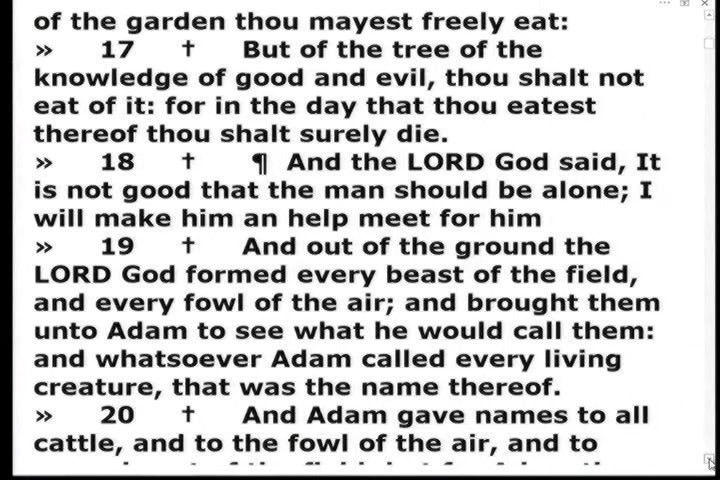 of the garden thou mayest freely eat:
» 17 † But of the tree of the
knowledge of good and evil, thou shalt not
eat of it: for in the day that thou eatest
thereof thou shalt surely die.
» 18 † ¶ And the LORD God said, It
is not good that the man should be alone; I
will make him an help meet for him
» 19 † And out of the ground the
LORD God formed every beast of the field,
and every fowl of the air; and brought them
unto Adam to see what he would call them:
and whatsoever Adam called every living
creature, that was the name thereof.
» 20 † And Adam gave names to all
cattle, and to the fowl of the air, and to